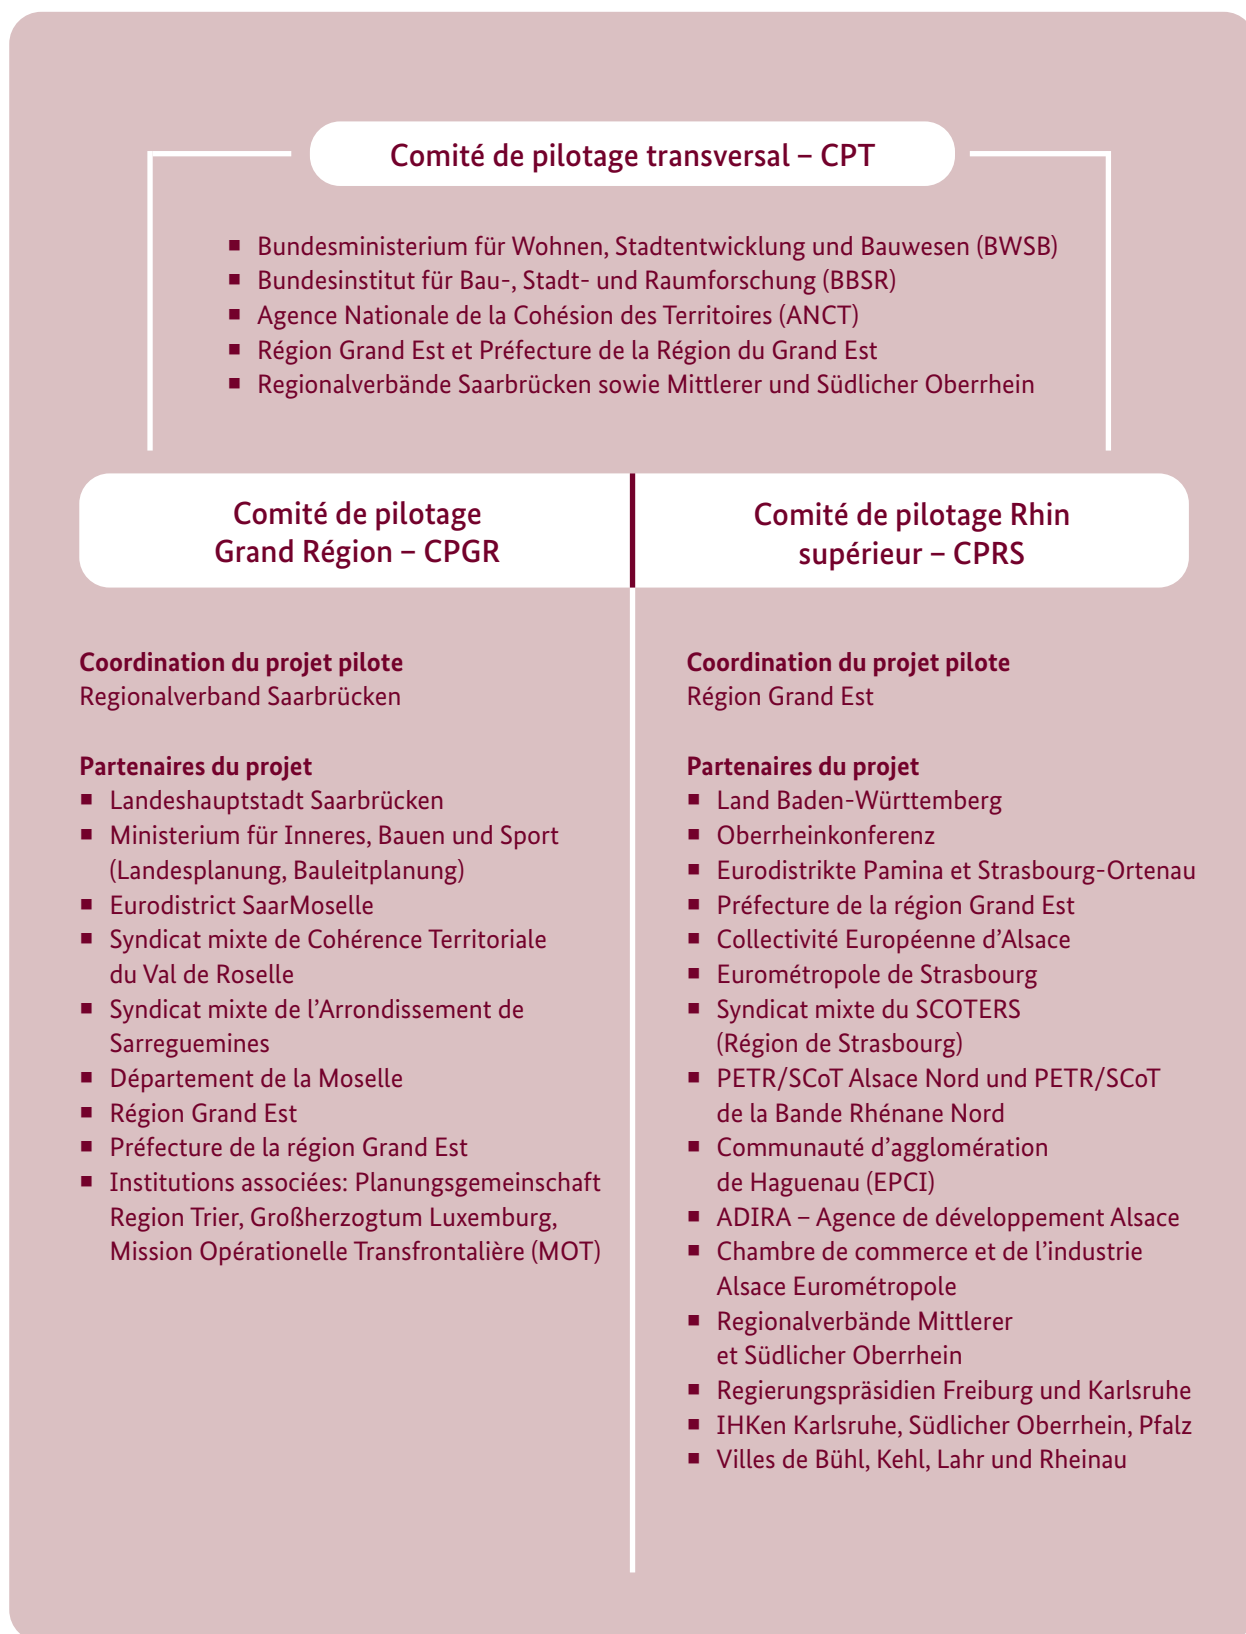 Comité de pilotage transversal – CPT
▪ Bundesministerium für Wohnen, Stadtentwicklung und Bauwesen (BWSB)
▪ Bundesinstitut für Bau-, Stadt- und Raumforschung (BBSR)
▪ Agence Nationale de la Cohésion des Territoires (ANCT)
▪ Région Grand Est et Préfecture de la Région du Grand Est
▪ Regionalverbände Saarbrücken sowie Mittlerer und Südlicher Oberrhein
Comité de pilotage
Grand Région – CPGR
Coordination du projet pilote
Regionalverband Saarbrücken
Partenaires du projet
▪ Landeshauptstadt Saarbrücken
▪ Ministerium für Inneres, Bauen und Sport
(Landesplanung, Bauleitplanung)
▪ Eurodistrict SaarMoselle
▪ Syndicat mixte de Cohérence Territoriale
du Val de Roselle
▪ Syndicat mixte de l’Arrondissement de
Sarreguemines
▪ Département de la Moselle
▪ Région Grand Est
▪ Préfecture de la région Grand Est
▪ Institutions associées: Planungsgemeinschaft
Region Trier, Großherzogtum Luxemburg,
Mission Opérationelle Transfrontalière (MOT)
Comité de pilotage Rhin
supérieur – CPRS
Coordination du projet pilote
Région Grand Est
Partenaires du projet
▪ Land Baden-Württemberg
▪ Oberrheinkonferenz
▪ Eurodistrikte Pamina et Strasbourg-Ortenau
▪ Préfecture de la région Grand Est
▪ Collectivité Européenne d’Alsace
▪ Eurométropole de Strasbourg
▪ Syndicat mixte du SCOTERS
(Région de Strasbourg)
▪ PETR/SCoT Alsace Nord und PETR/SCoT
de la Bande Rhénane Nord
▪ Communauté d’agglomération
de Haguenau (EPCI)
▪ ADIRA – Agence de développement Alsace
▪ Chambre de commerce et de l’industrie
Alsace Eurométropole
▪ Regionalverbände Mittlerer
et Südlicher Oberrhein
▪ Regierungspräsidien Freiburg und Karlsruhe
▪ IHKen Karlsruhe, Südlicher Oberrhein, Pfalz
▪ Villes de Bühl, Kehl, Lahr und Rheinau